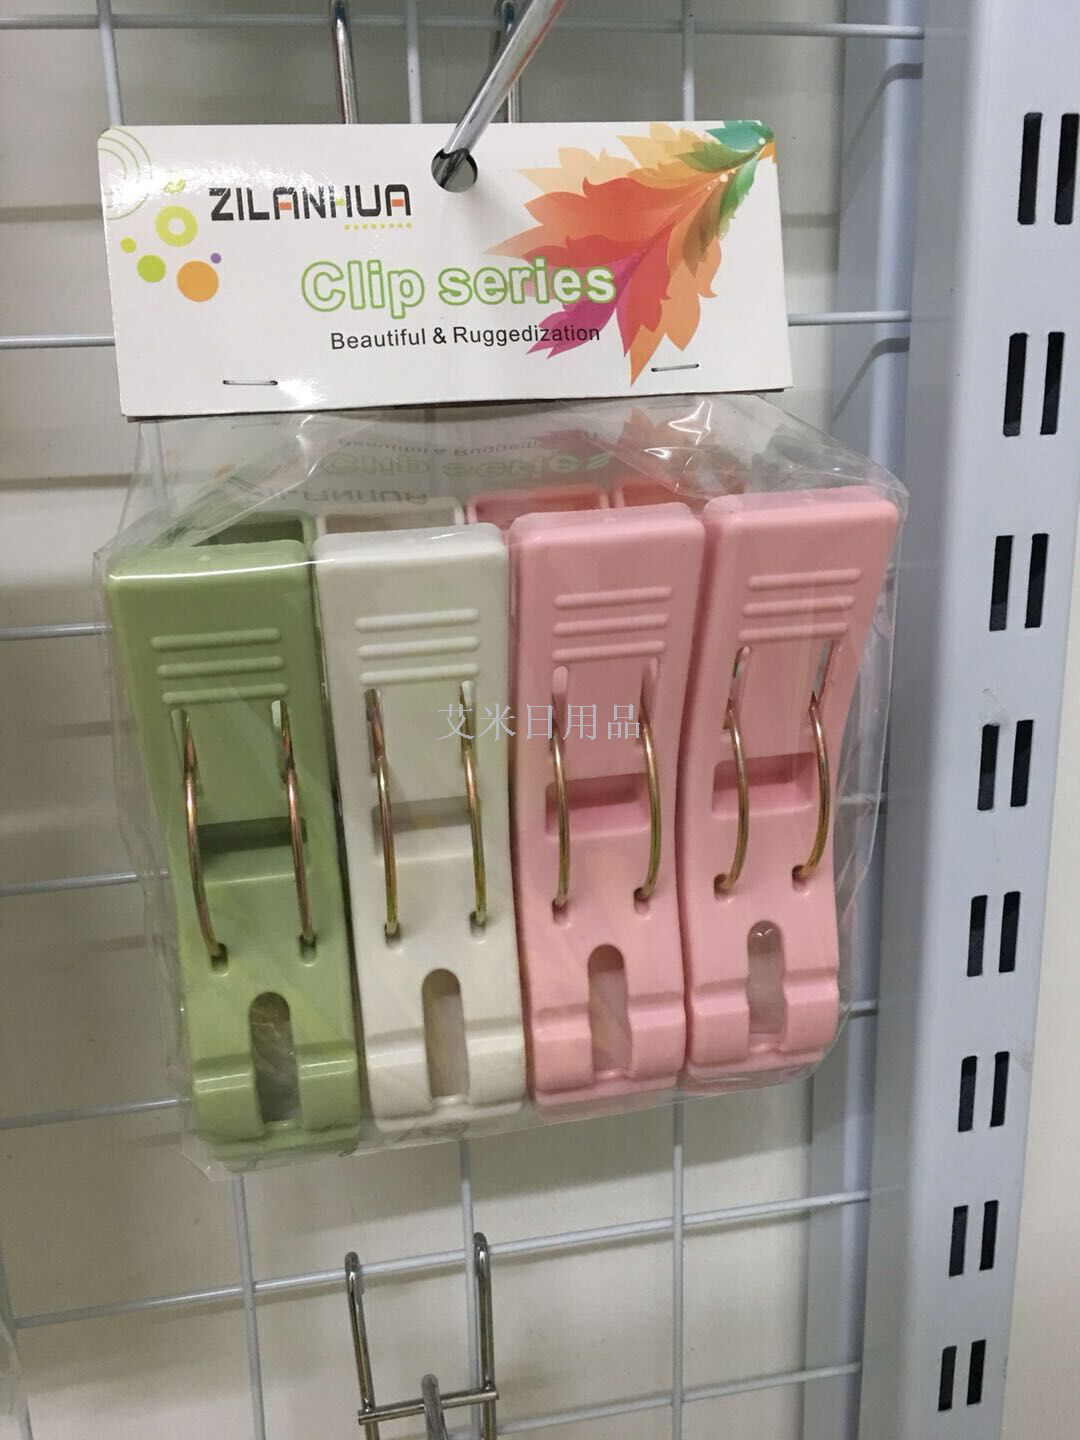 ZILANHUA
Clip series
Beautiful & Ruggedization
艾米日用品